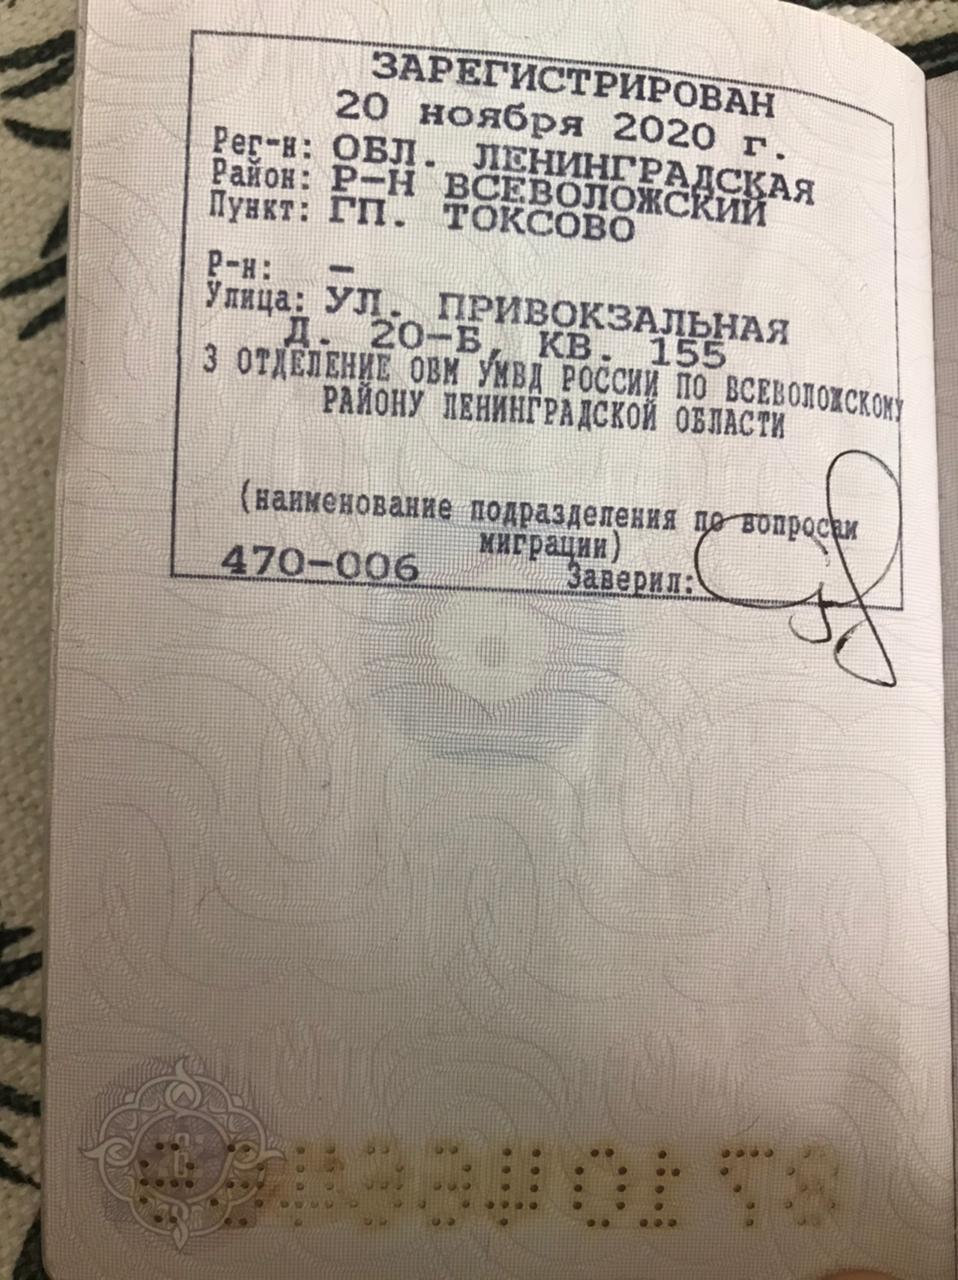 ЗАРЕГИСТРИРОВАН
20 ноября 2020 г.
Рег-н: ОБЛ. ЛЕНИНГРАДСКАЯ
Район: Р-Н ВСЕВОЛОЖСКИЙ
Пункт: ГП. ТОКСОВО
Р-н: –
Улица: УЛ. ПРИВОКЗАЛЬНАЯ
Д. 20-Б, КВ. 155
3 ОТДЕЛЕНИЕ ОВМ УМВД РОССИИ ПО ВСЕВОЛОЖСКОМУ
РАЙОНУ ЛЕНИНГРАДСКОЙ ОБЛАСТИ
(наименование подразделения по вопросам
миграции)
470-006 Заверил: